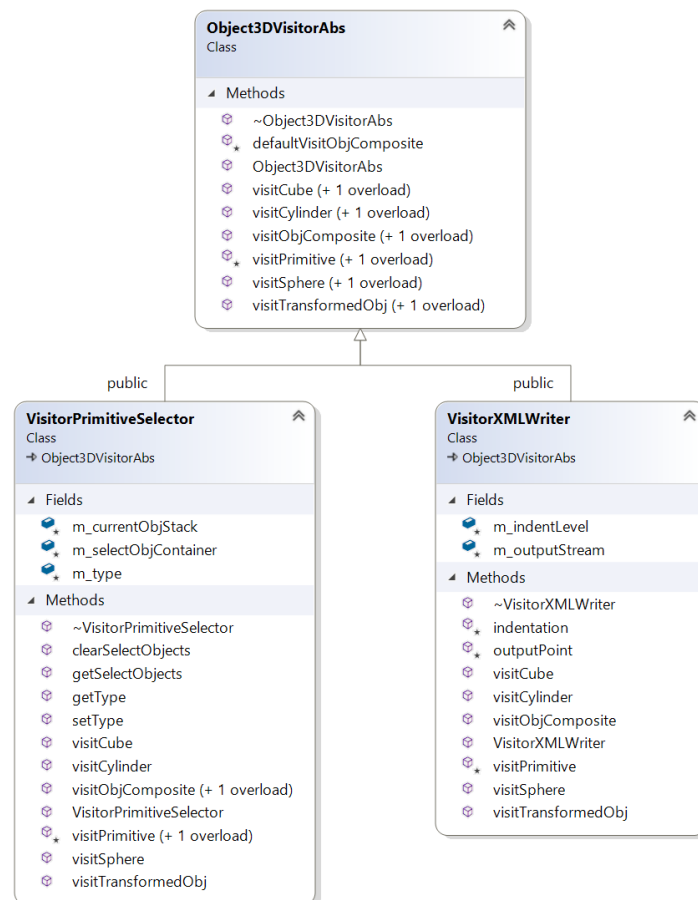 Object3DVisitorAbs
Class
Methods
~Object3DVisitorAbs
defaultVisitObjComposite
Object3DVisitorAbs
visitCube (+ 1 overload)
visitCylinder (+ 1 overload)
visitObjComposite (+ 1 overload)
visitPrimitive (+ 1 overload)
visitSphere (+ 1 overload)
visitTransformedObj (+ 1 overload)
public
public
VisitorPrimitiveSelector
Class
Object3DVisitorAbs
Fields
m_currentObjStack
m_selectObjContainer
m_type
Methods
~VisitorPrimitiveSelector
clearSelectObjects
getSelectObjects
getType
setType
visitCube
visitCylinder
visitObjComposite (+ 1 overload)
VisitorPrimitiveSelector
visitPrimitive (+ 1 overload)
visitSphere
visitTransformedObj
VisitorXMLWriter
Class
Object3DVisitorAbs
Fields
m_indentLevel
m_outputStream
Methods
~VisitorXMLWriter
indentation
outputPoint
visitCube
visitCylinder
visitObjComposite
VisitorXMLWriter
visitPrimitive
visitSphere
visitTransformedObj